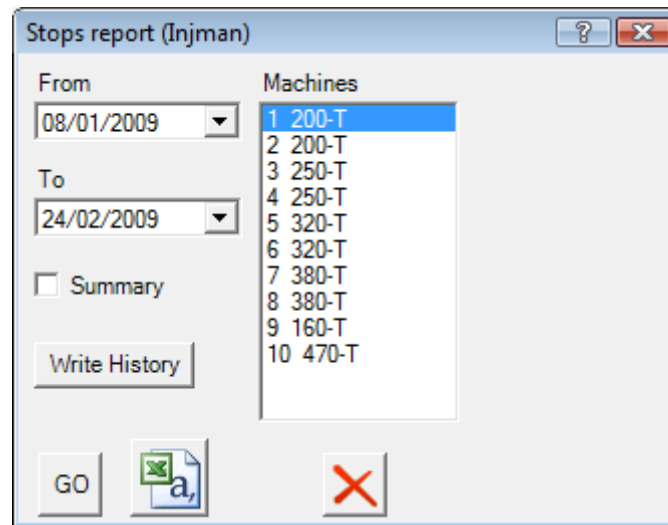 Stops report (Injman)
From
08/01/2009
To
24/02/2009
Summary
Write History
Machines
1 200-T
2 200-T
3 250-T
4 250-T
5 320-T
6 320-T
7 380-T
8 380-T
9 160-T
10 470-T
GO
a,